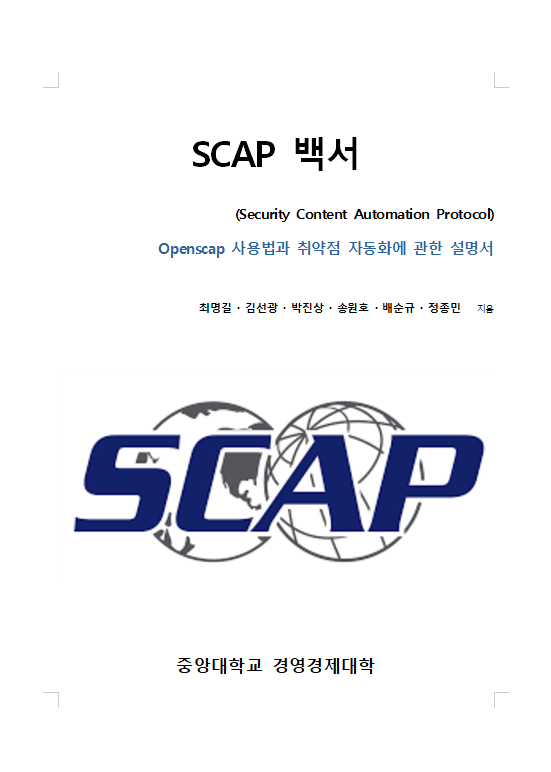 SCAP 백서
(Security Content Automation Protocol)
Openscap 사용법과 취약점 자동화에 관한 설명서
최명길 · 김선광 · 박진상 · 송원호 · 배순규 · 정종민 지음
SCAP
중앙대학교 경영경제대학